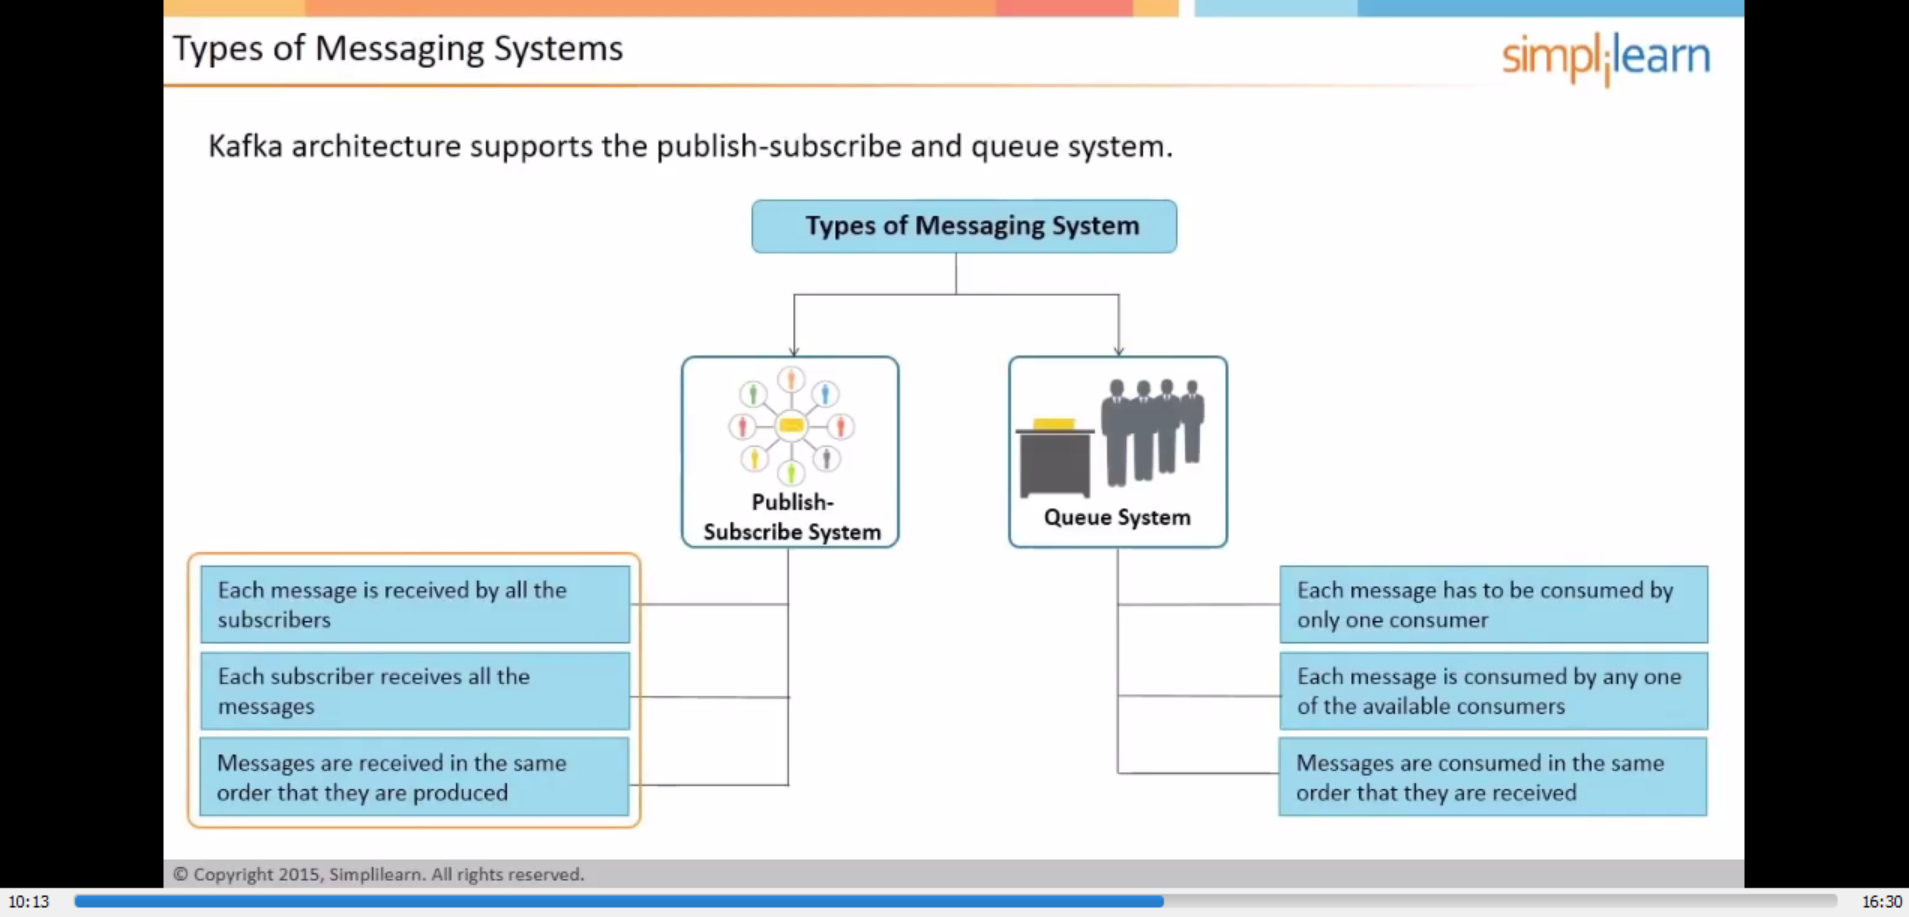 Types of Messaging Systems
simplilearn
Kafka architecture supports the publish-subscribe and queue system.
Types of Messaging System
Publish-
Subscribe System
Queue System
Each message is received by all the
subscribers
Each subscriber receives all the
messages
Messages are received in the same
order that they are produced
Each message has to be consumed by
only one consumer
Each message is consumed by any one
of the available consumers
Messages are consumed in the same
order that they are received
© Copyright 2015, Simplilearn. All rights reserved.
10:13
16:30